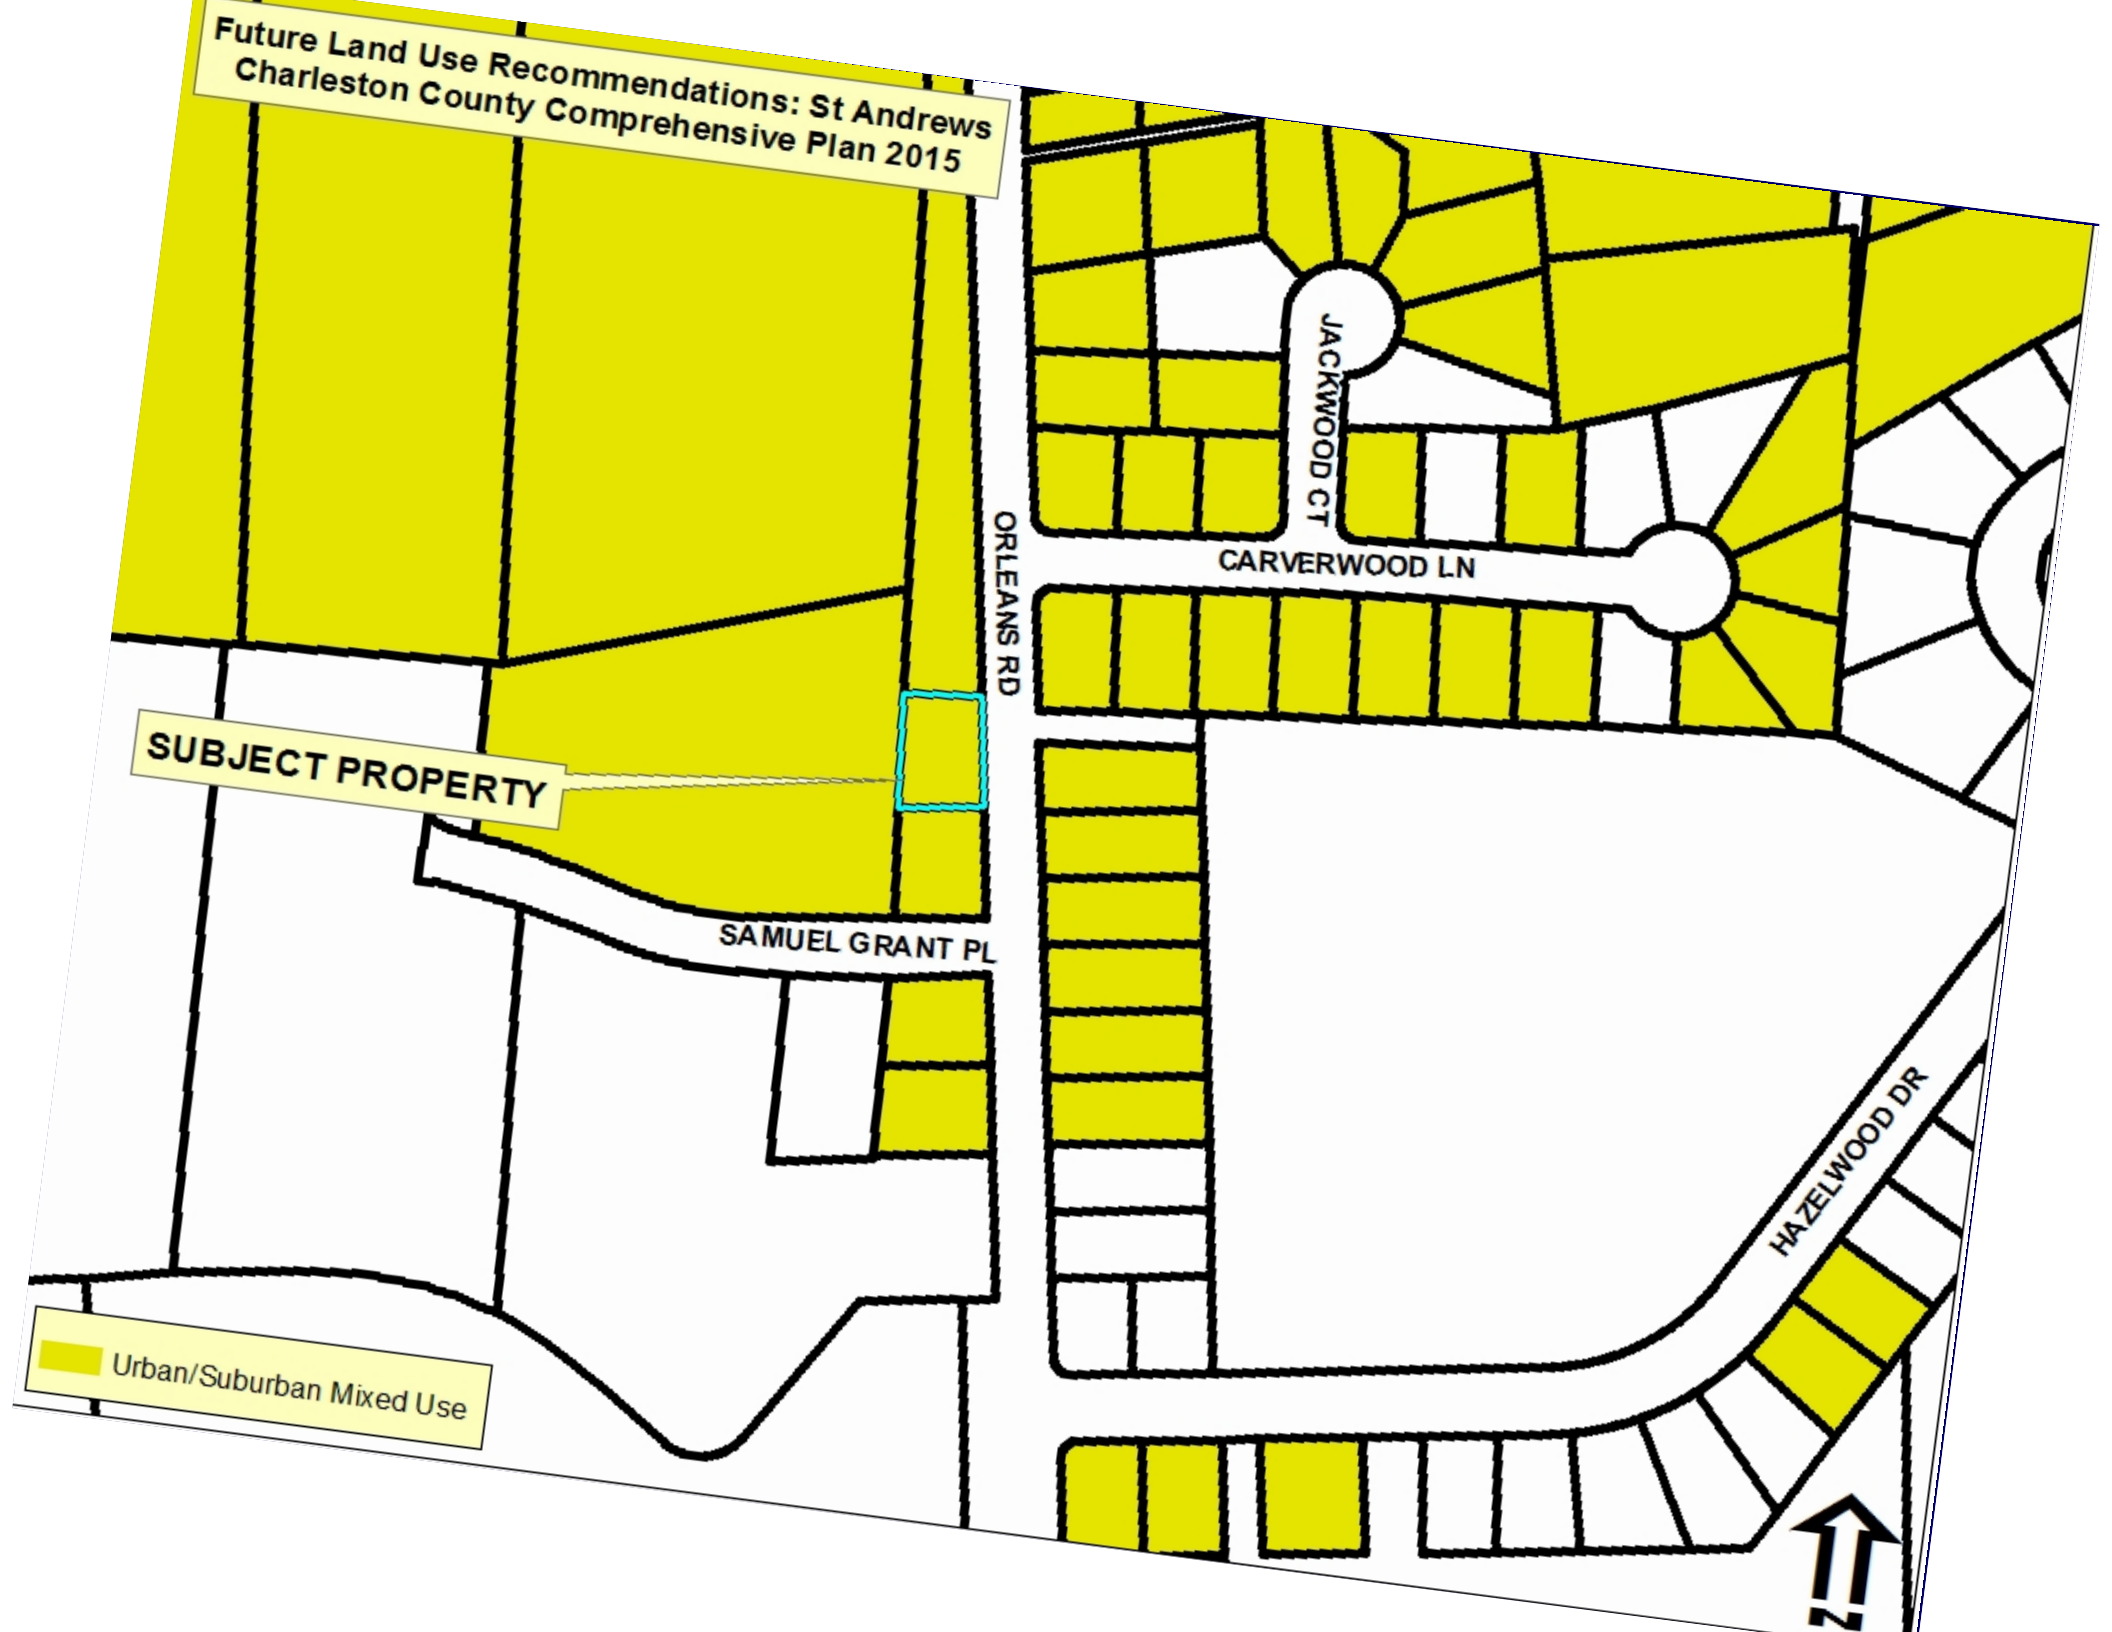 Future Land Use Recommendations: St Andrews
Charleston County Comprehensive Plan 2015
JACKWOOD CT
ORLEANS RD
CARVERWOOD LN
SUBJECT PROPERTY
SAMUEL GRANT PL
HAZELWOOD DR
Urban/Suburban Mixed Use
N